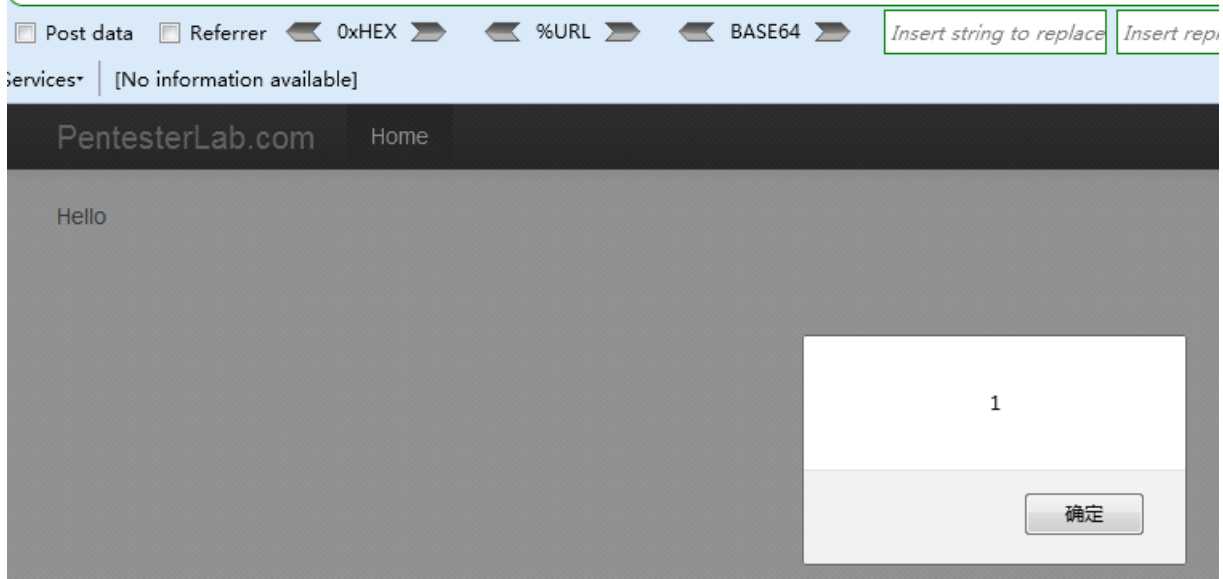 Post data Referrer 0xHEX %URL BASE64 Insert string to replace Insert repl
Services [No information available]
PentesterLab.com Home
Hello
1
确定